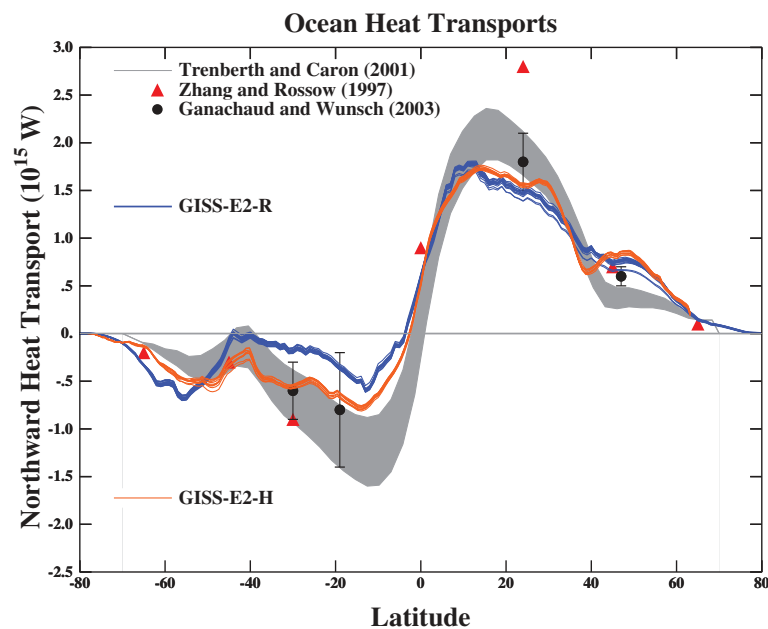 Ocean Heat Transports
Northward Heat Transport (10¹⁵ W)
3.0
2.5
2.0
1.5
1.0
.5
0
-.5
-1.0
-1.5
-2.0
-2.5
Trenberth and Caron (2001)
Zhang and Rossow (1997)
Ganachaud and Wunsch (2003)
GISS-E2-R
GISS-E2-H
-80 -60 -40 -20 0 20 40 60 80
Latitude